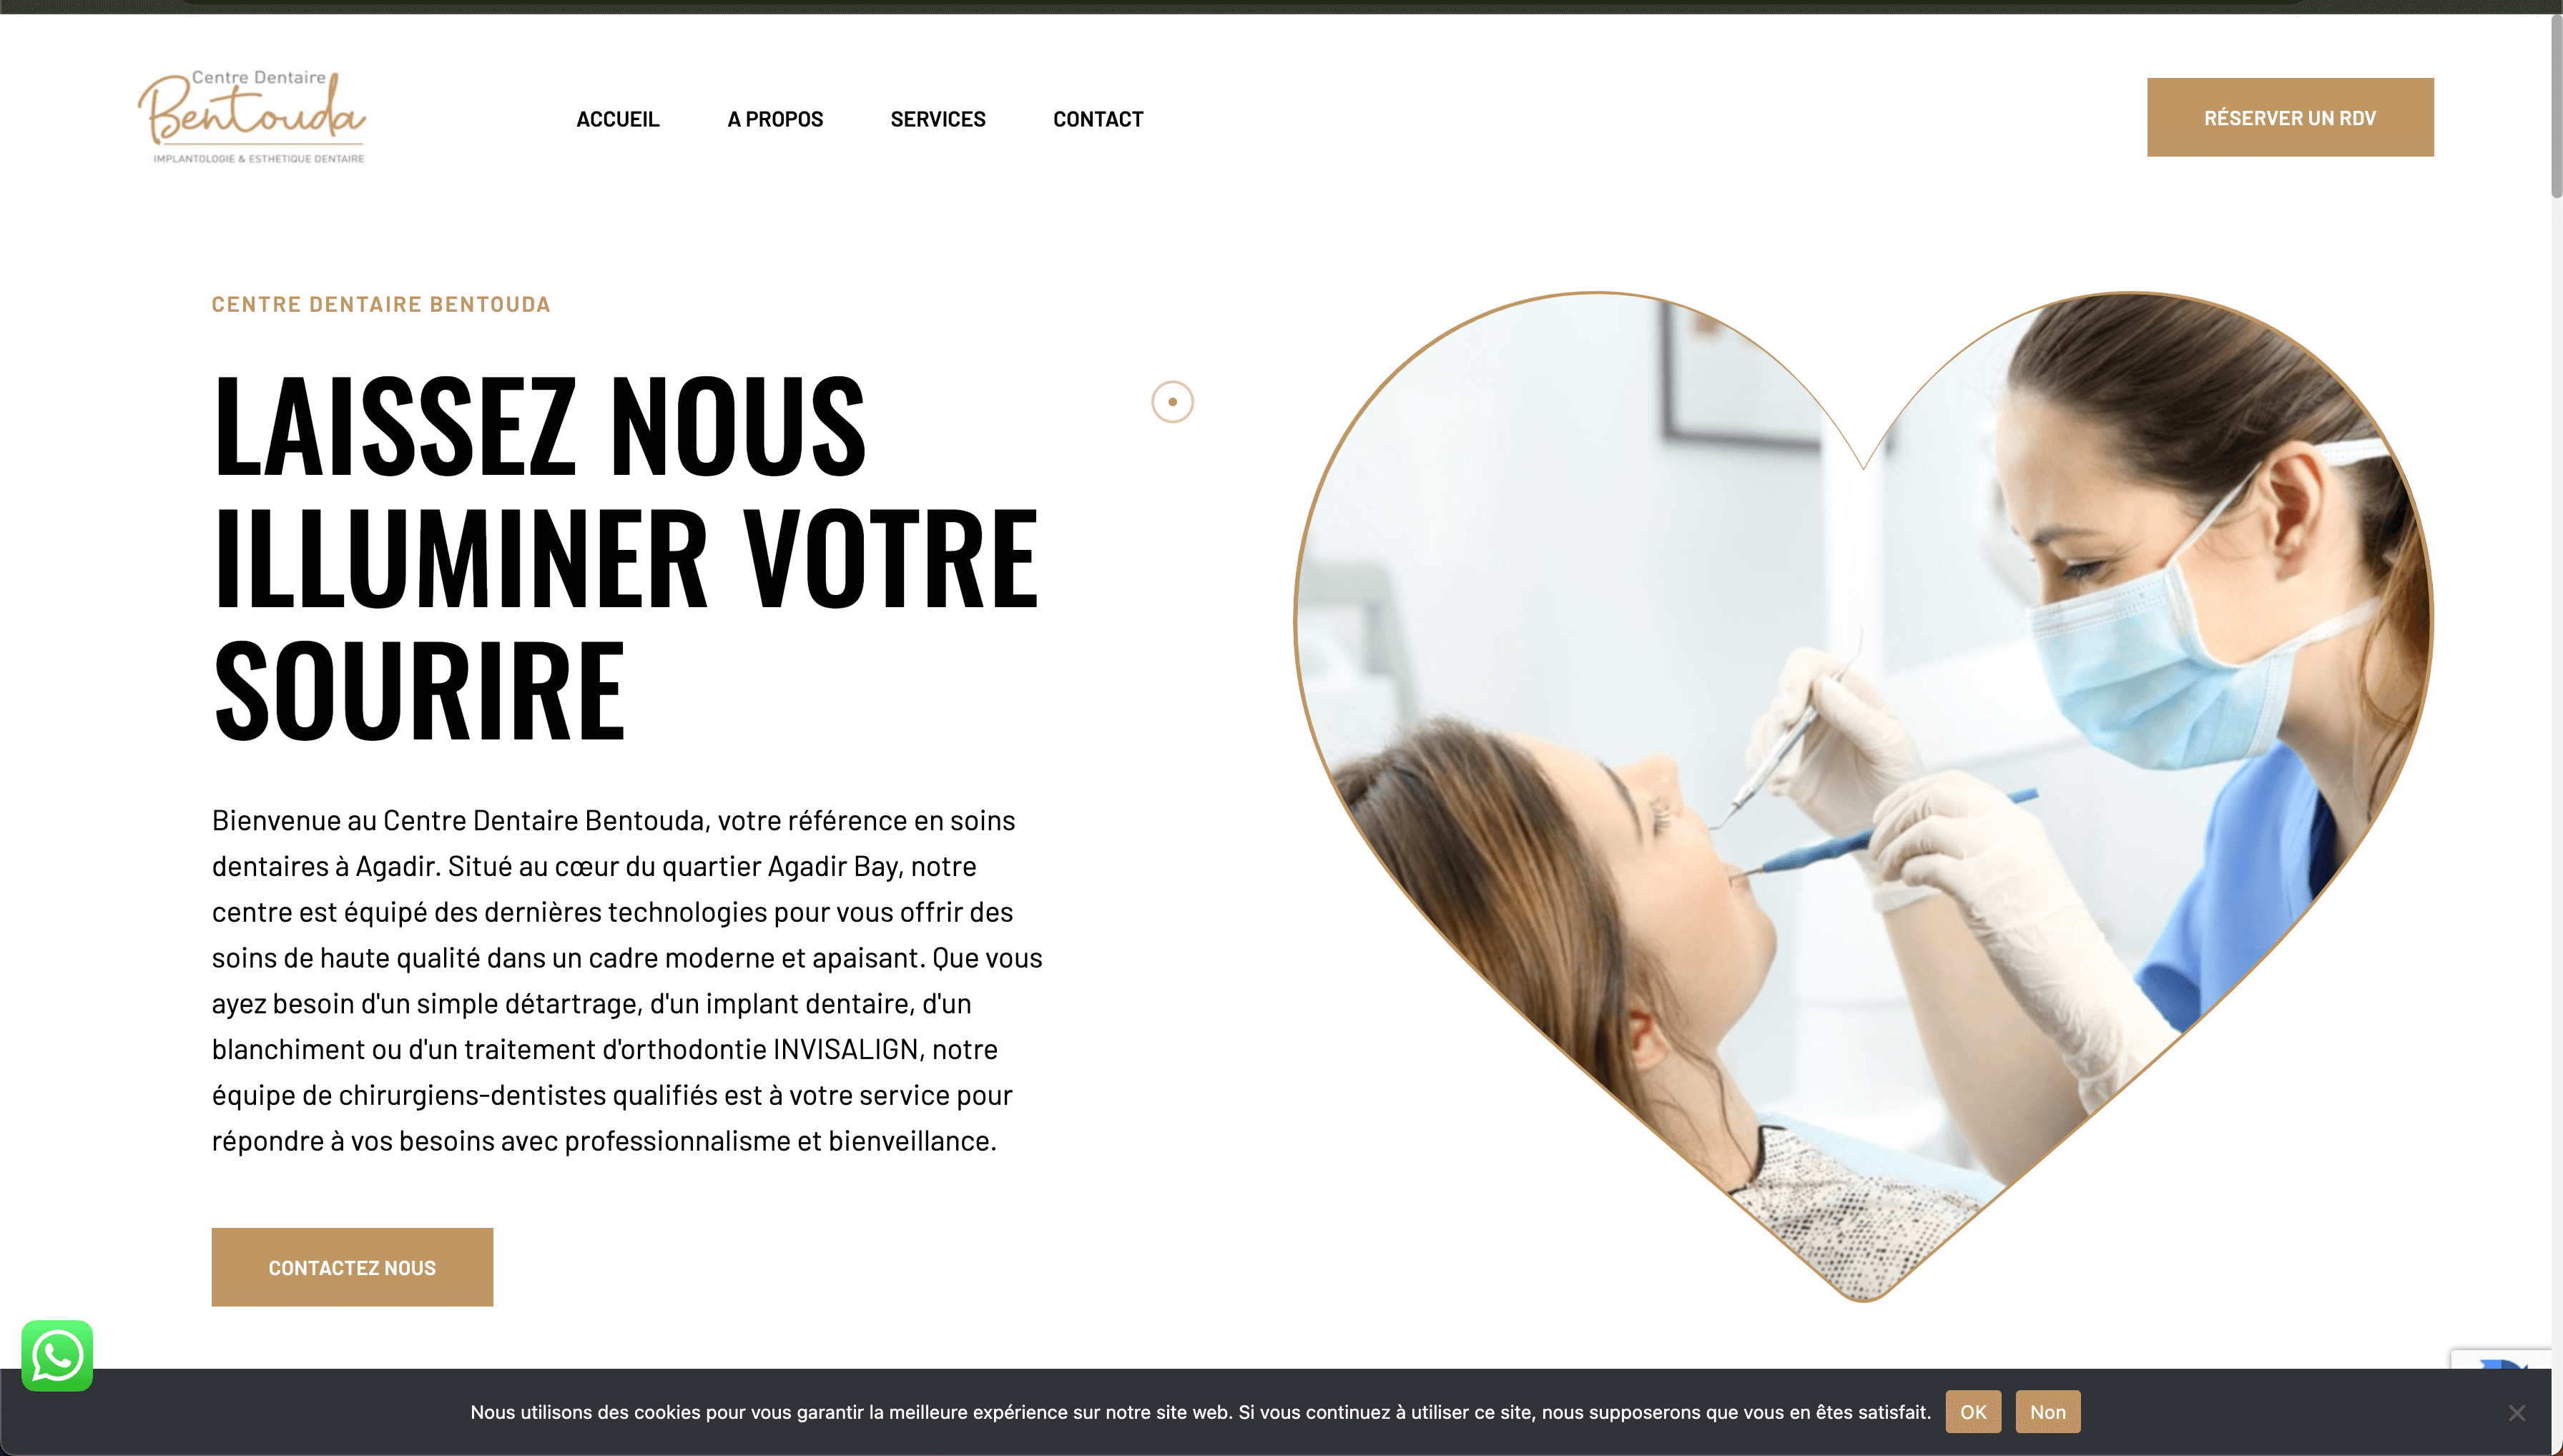 Centre Dentaire
Bentouda
IMPLANTOLOGIE & ESTHETIQUE DENTAIRE
ACCUEIL
A PROPOS
SERVICES
CONTACT
RÉSERVER UN RDV
CENTRE DENTAIRE BENTOUDA
LAISSEZ NOUS
ILLUMINER VOTRE
SOURIRE
Bienvenue au Centre Dentaire Bentouda, votre référence en soins
dentaires à Agadir. Situé au cœur du quartier Agadir Bay, notre
centre est équipé des dernières technologies pour vous offrir des
soins de haute qualité dans un cadre moderne et apaisant. Que vous
ayez besoin d'un simple détartrage, d'un implant dentaire, d'un
blanchiment ou d'un traitement d'orthodontie INVISALIGN, notre
équipe de chirurgiens-dentistes qualifiés est à votre service pour
répondre à vos besoins avec professionnalisme et bienveillance.
CONTACTEZ NOUS
Nous utilisons des cookies pour vous garantir la meilleure expérience sur notre site web. Si vous continuez à utiliser ce site, nous supposerons que vous en êtes satisfait.
OK
Non